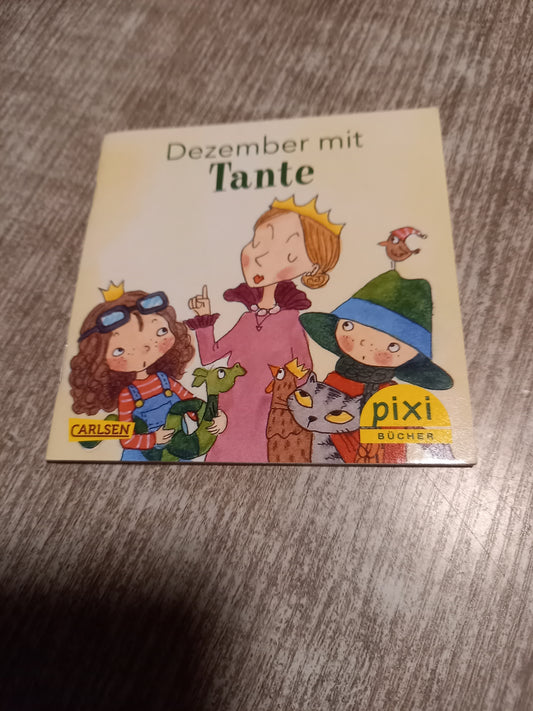 Dezember mit
Tante
CARLSEN
pixi
BÜCHER